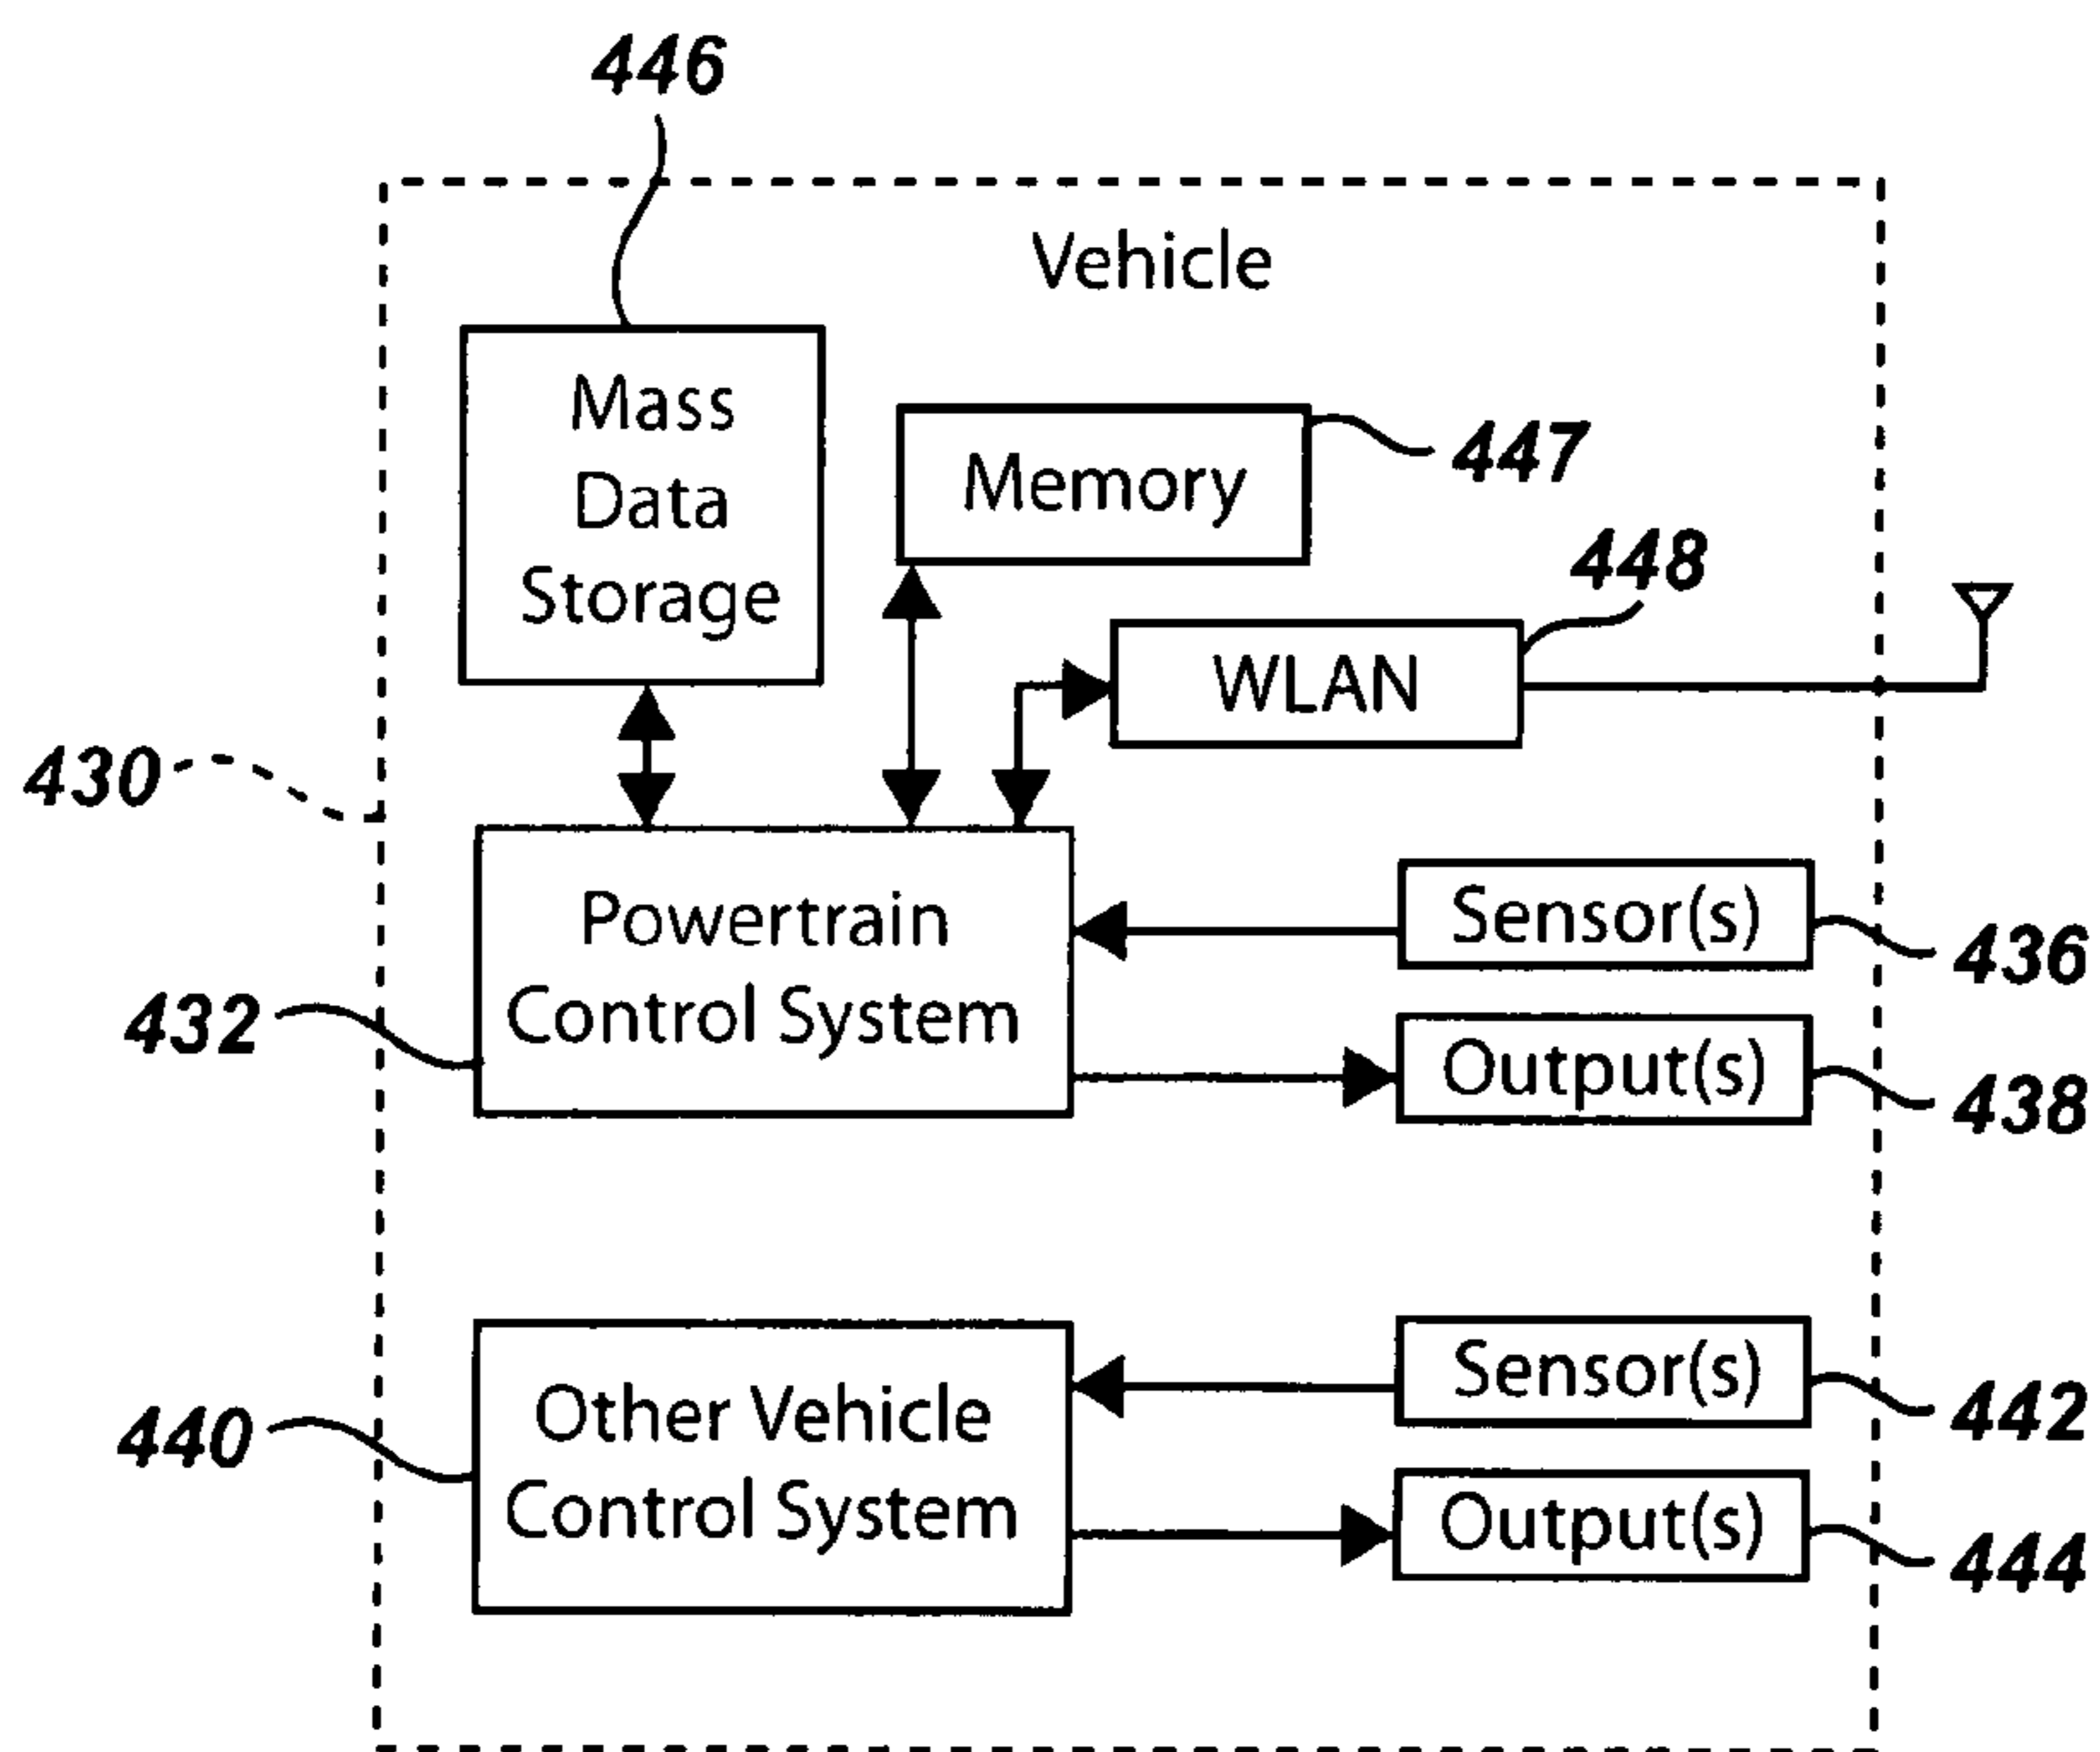 446
Vehicle
Mass
Data
Storage
Memory
447
448
WLAN
430
Powertrain
Control System
432
Sensor(s)
436
Output(s)
438
Other Vehicle
Control System
440
Sensor(s)
442
Output(s)
444